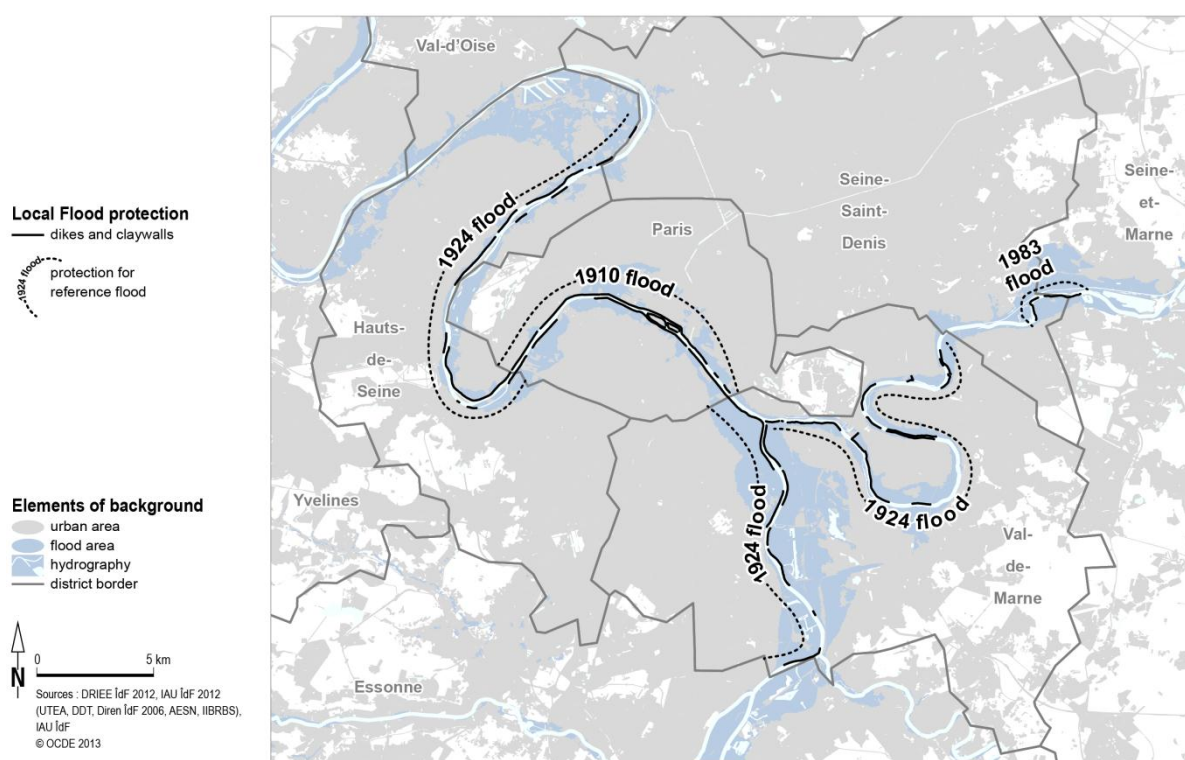 Local Flood protection
dikes and claywalls
1924 flood
protection for
reference flood
Elements of background
urban area
flood area
hydrography
district border
N
0 5 km
Sources : DRIEE ÎdF 2012, IAU ÎdF 2012
(UTEA, DDT, Diren ÎdF 2006, AESN, IIBRBS),
IAU ÎdF
© OCDE 2013
Val-d'Oise
1924 flood
Seine-
Saint-
Denis
Seine-
et-
Marne
Paris
1983
flood
1910 flood
Hauts-
de-
Seine
Yvelines
1924 flood
1924 flood
Val-
de-
Marne
Essonne